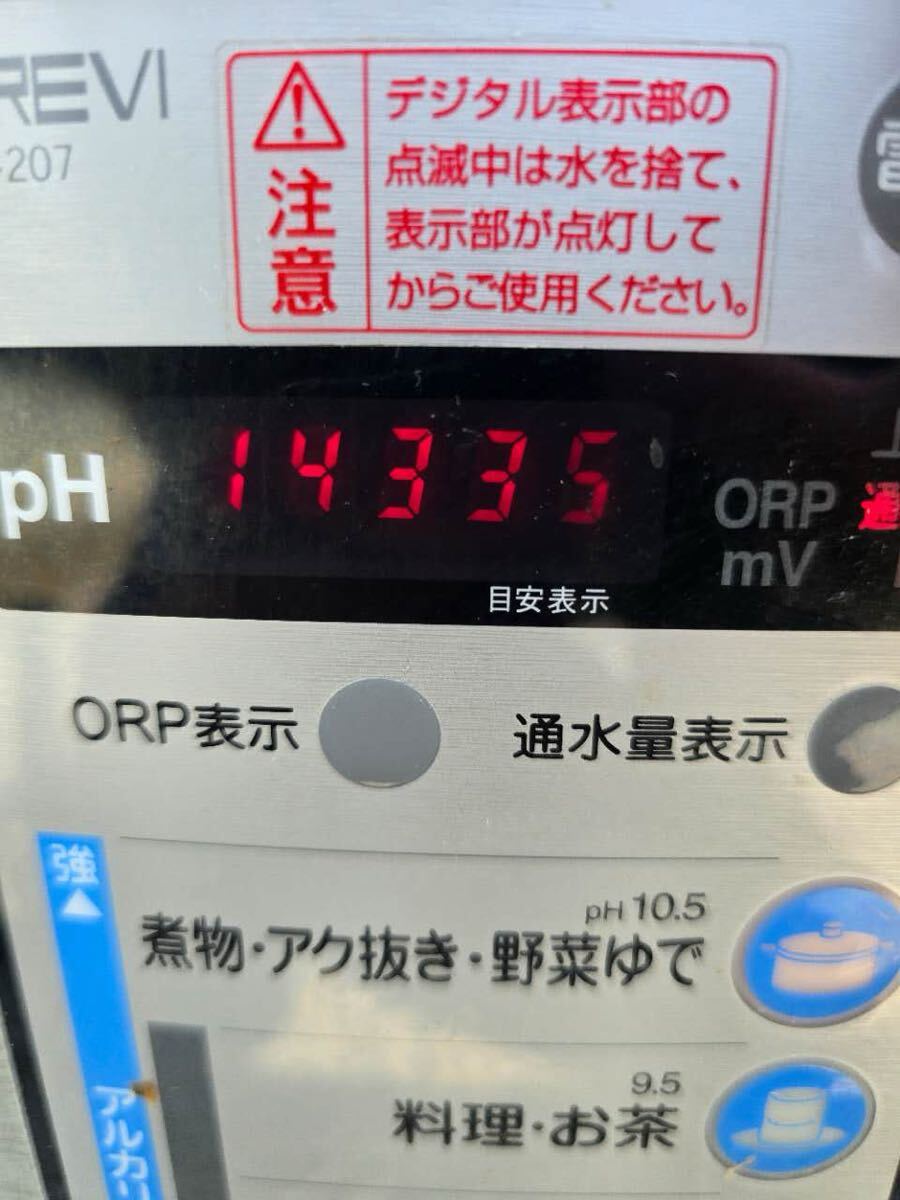 REVI
-207
注意
デジタル表示部の
点滅中は水を捨て、
表示部が点灯して
からご使用ください。
pH
14335
ORP
mV
通
目安表示
ORP表示
通水量表示
強
アルカリ
pH 10.5
煮物・アク抜き・野菜ゆで
9.5
料理・お茶